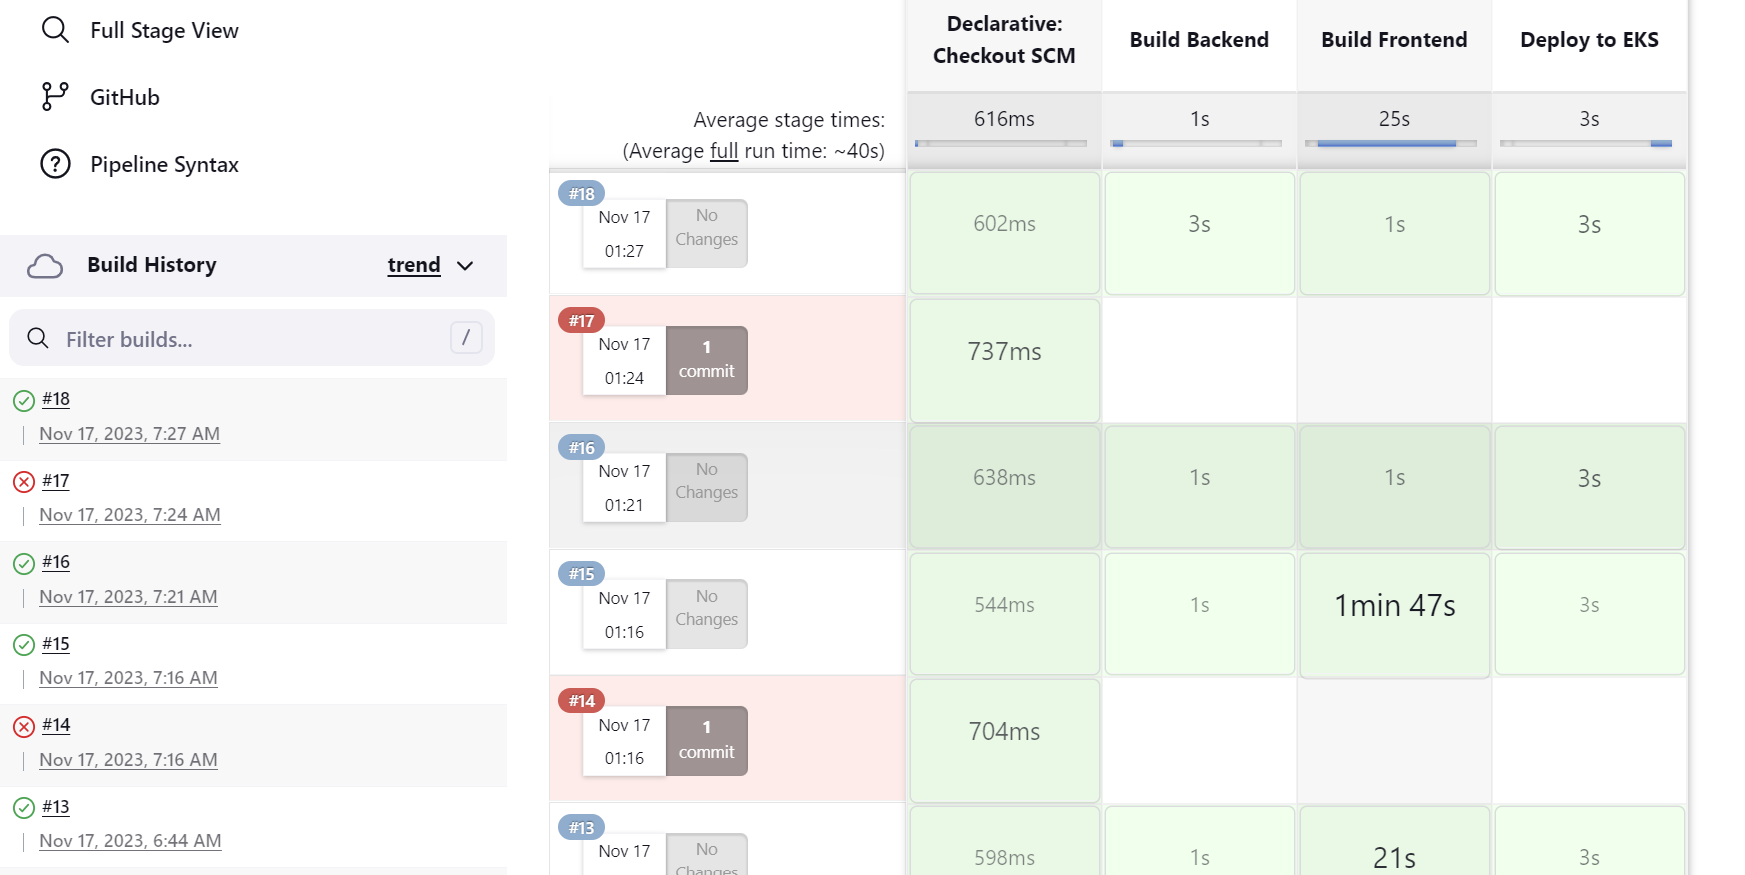 Full Stage View
GitHub
Pipeline Syntax
Build History
trend
Filter builds...
/
#18
Nov 17, 2023, 7:27 AM
#17
Nov 17, 2023, 7:24 AM
#16
Nov 17, 2023, 7:21 AM
#15
Nov 17, 2023, 7:16 AM
#14
Nov 17, 2023, 7:16 AM
#13
Nov 17, 2023, 6:44 AM
Declarative:
Checkout SCM
Build Backend
Build Frontend
Deploy to EKS
Average stage times:
(Average full run time: ~40s)
616ms
1s
25s
3s
#18
Nov 17
01:27
No
Changes
602ms
3s
1s
3s
#17
Nov 17
01:24
1
commit
737ms
#16
Nov 17
01:21
No
Changes
638ms
1s
1s
3s
#15
Nov 17
01:16
No
Changes
544ms
1s
1min 47s
3s
#14
Nov 17
01:16
1
commit
704ms
#13
Nov 17
No
Changes
598ms
1s
21s
3s